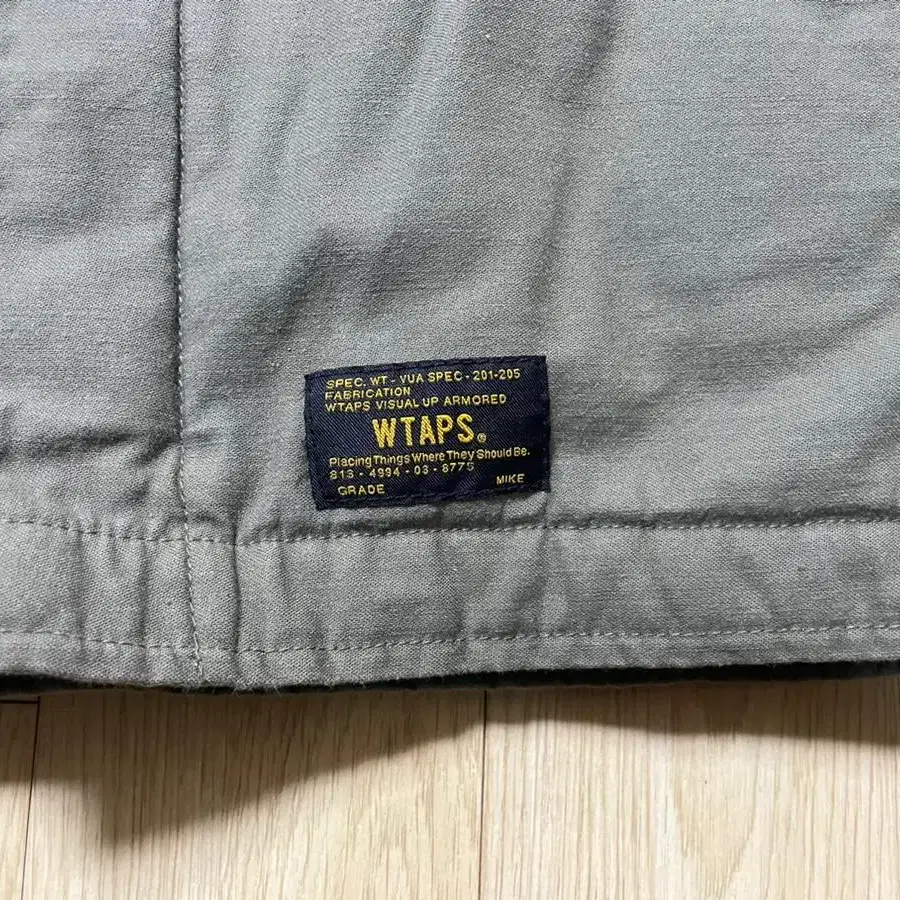 SPEC. WT - VUA SPEC - 201-205
FABRICATION
WTAPS VISUAL UP ARMORED
WTAPS®
Placing Things Where They Should Be.
813 - 4994 - 03 - 8775
GRADE MIKE